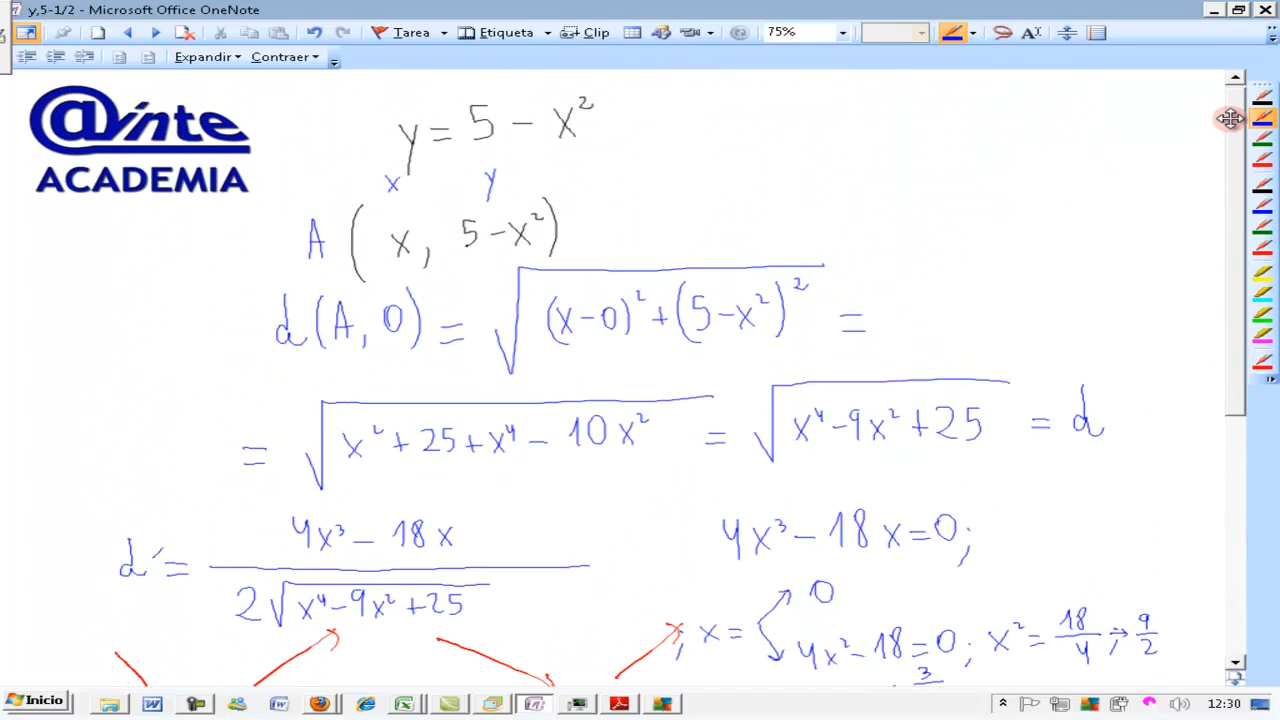 y,5-1/2 - Microsoft Office OneNote
Tarea Etiqueta Clip 75%
Expandir Contraer
@inte
ACADEMIA
y = 5 - x²
x y
A ( x, 5-x² )
d(A, 0) = √((x-0)² + (5-x²)²) =
= √(x² + 25 + x⁴ - 10x²) = √(x⁴ - 9x² + 25) = d
d´ = (4x³ - 18x) / (2√(x⁴ - 9x² + 25))
4x³ - 18x = 0;
; x = 0
4x² - 18 = 0; x² = 18/4 ; 9/2
3
Inicio 12:30